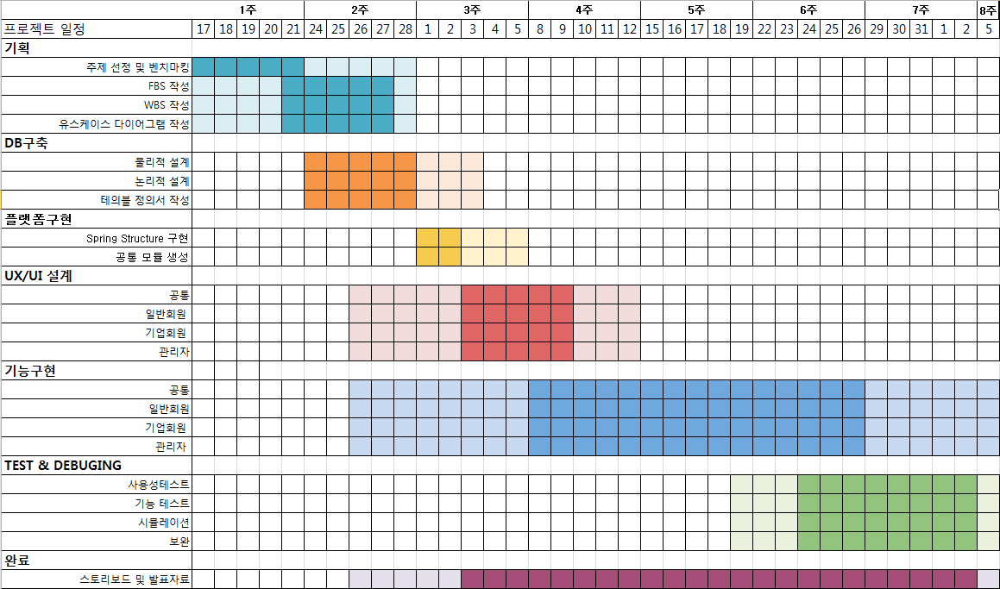 1주 2주 3주 4주 5주 6주 7주 8주
프로젝트 일정 17 18 19 20 21 24 25 26 27 28 1 2 3 4 5 8 9 10 11 12 15 16 17 18 19 22 23 24 25 26 29 30 31 1 2 5
기획
주제 선정 및 벤치마킹
FBS 작성
WBS 작성
유스케이스 다이어그램 작성
DB구축
물리적 설계
논리적 설계
테의블 정의서 작성
플랫폼구현
Spring Structure 구현
공통 모듈 생성
UX/UI 설계
공통
일반회원
기업회원
관리자
기능구현
공통
일반회원
기업회원
관리자
TEST & DEBUGING
사용성테스트
기능 테스트
시뮬레이션
보완
완료
스토리보드 및 발표자료